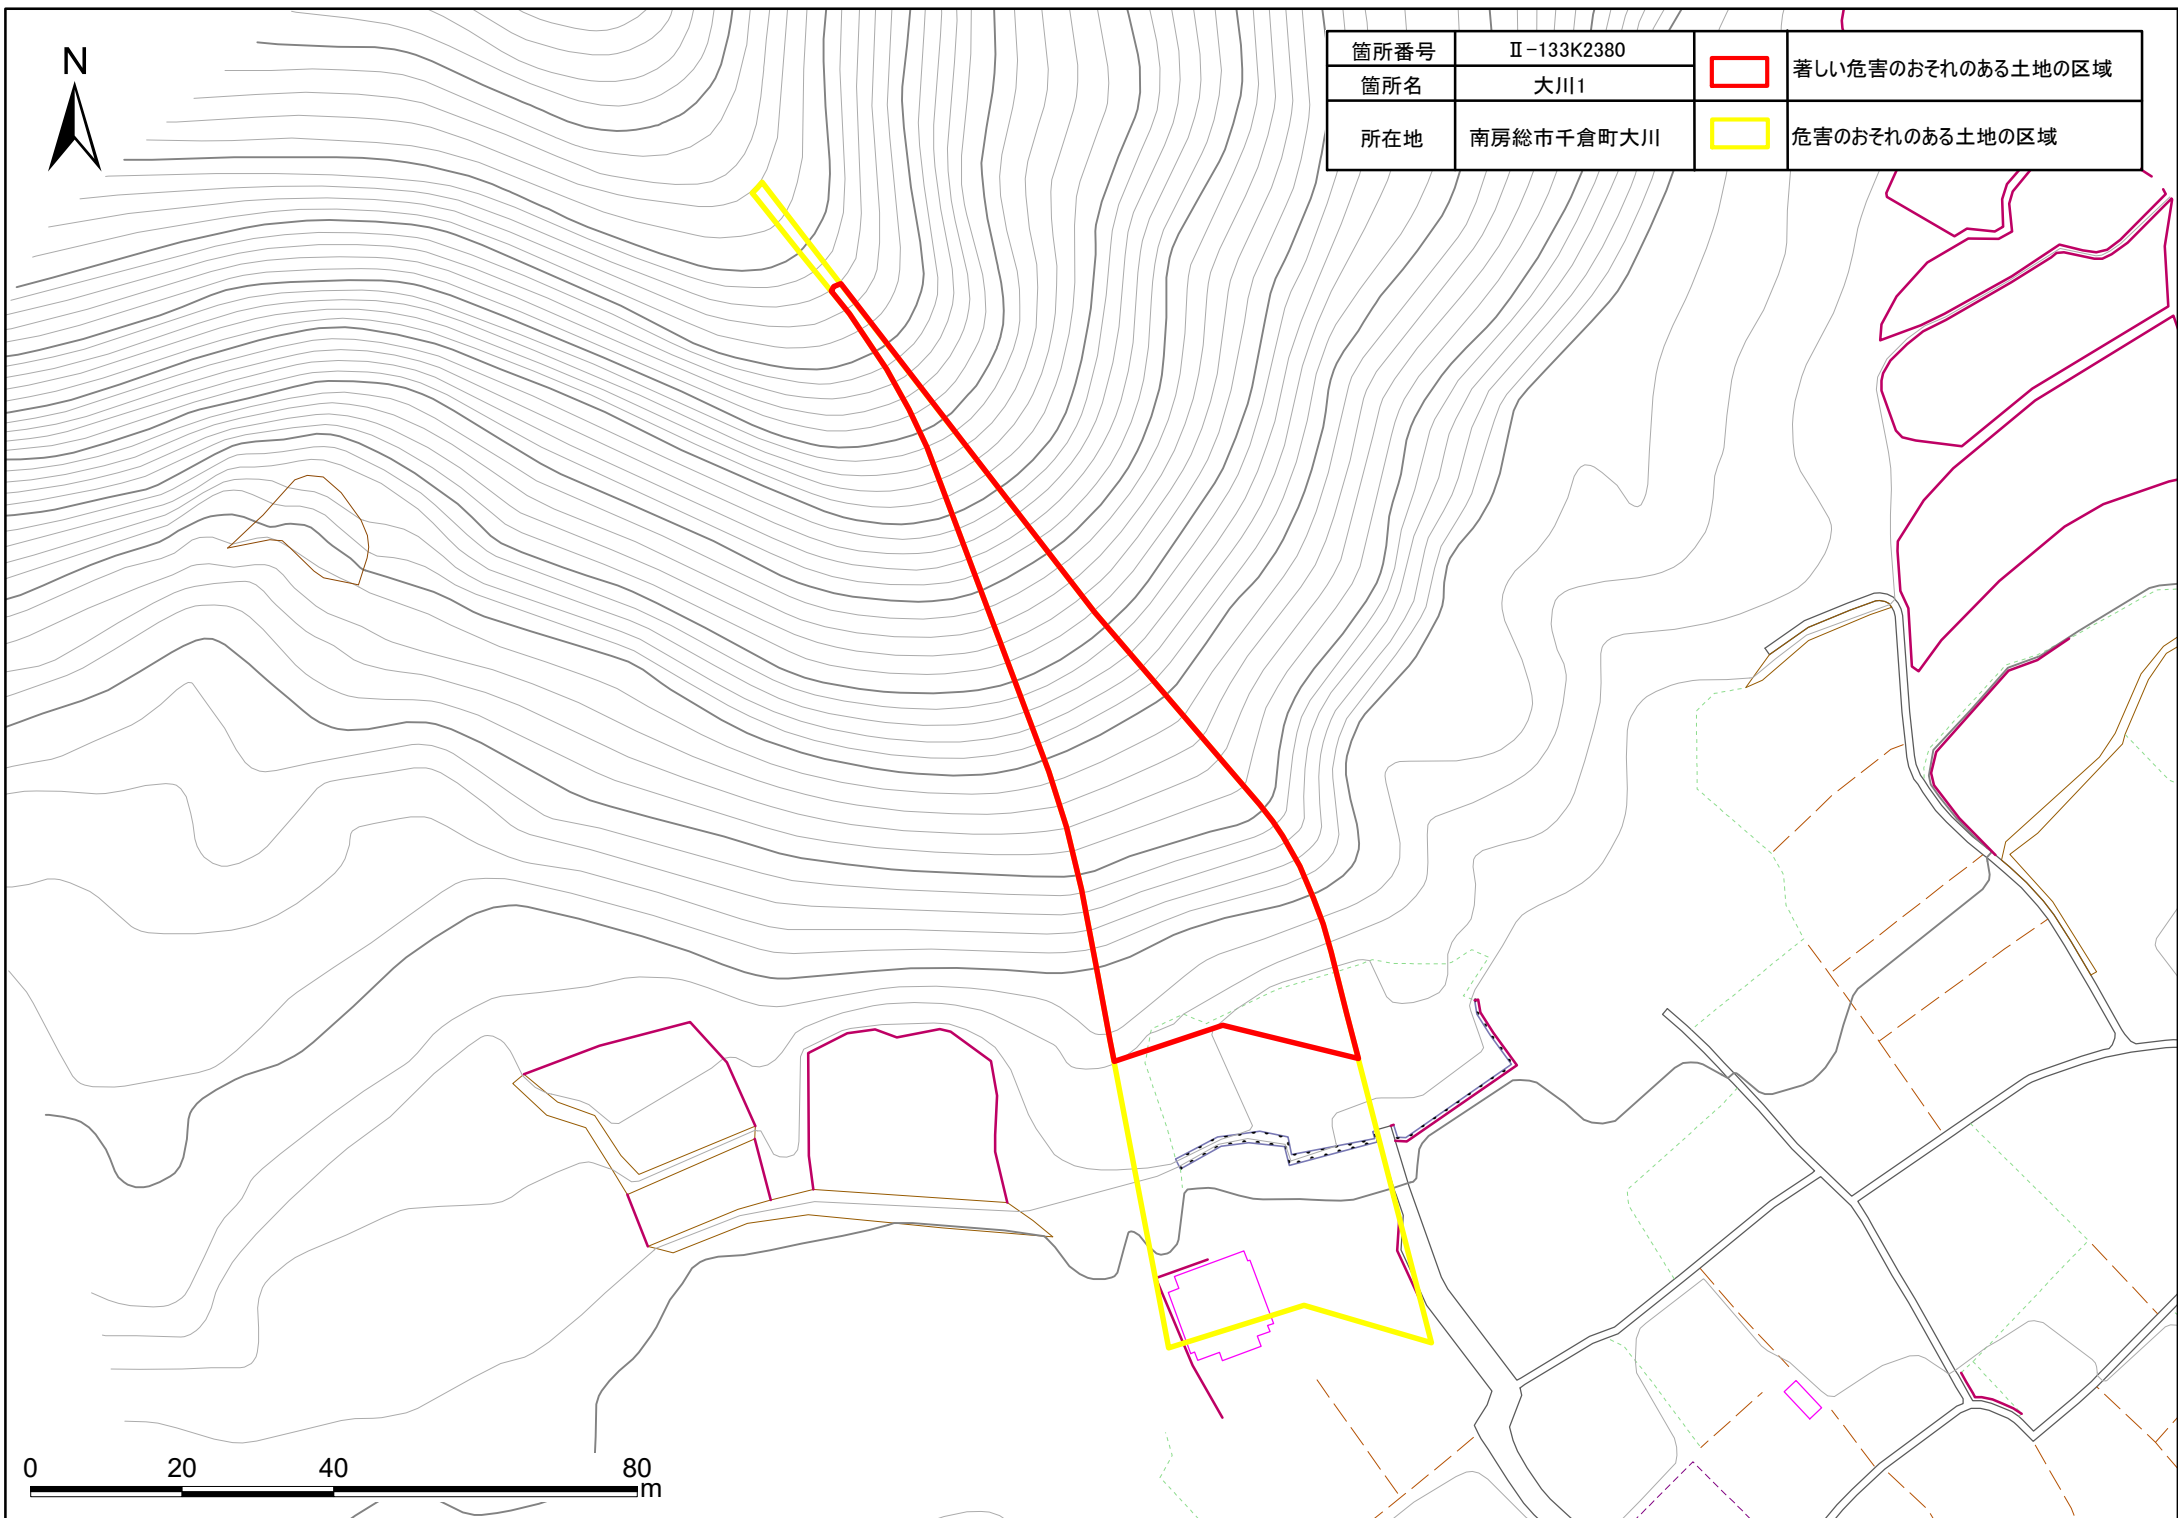 N
箇所番号 Ⅱ-133K2380
著しい危害のおそれのある土地の区域
箇所名 大川1
所在地 南房総市千倉町大川
危害のおそれのある土地の区域
0 20 40 80
m